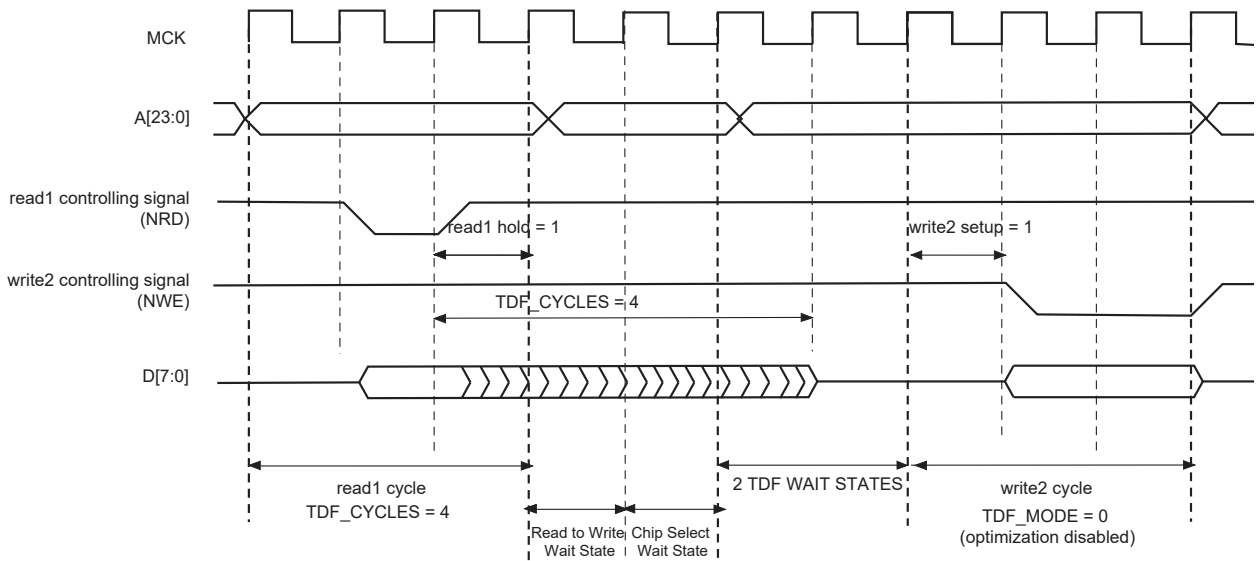 MCK
A[23:0]
read1 controlling signal
(NRD)
read1 hold = 1
write2 setup = 1
write2 controlling signal
(NWE)
TDF_CYCLES = 4
D[7:0]
read1 cycle
TDF_CYCLES = 4
2 TDF WAIT STATES
write2 cycle
TDF_MODE = 0
(optimization disabled)
Read to Write
Wait State
Chip Select
Wait State